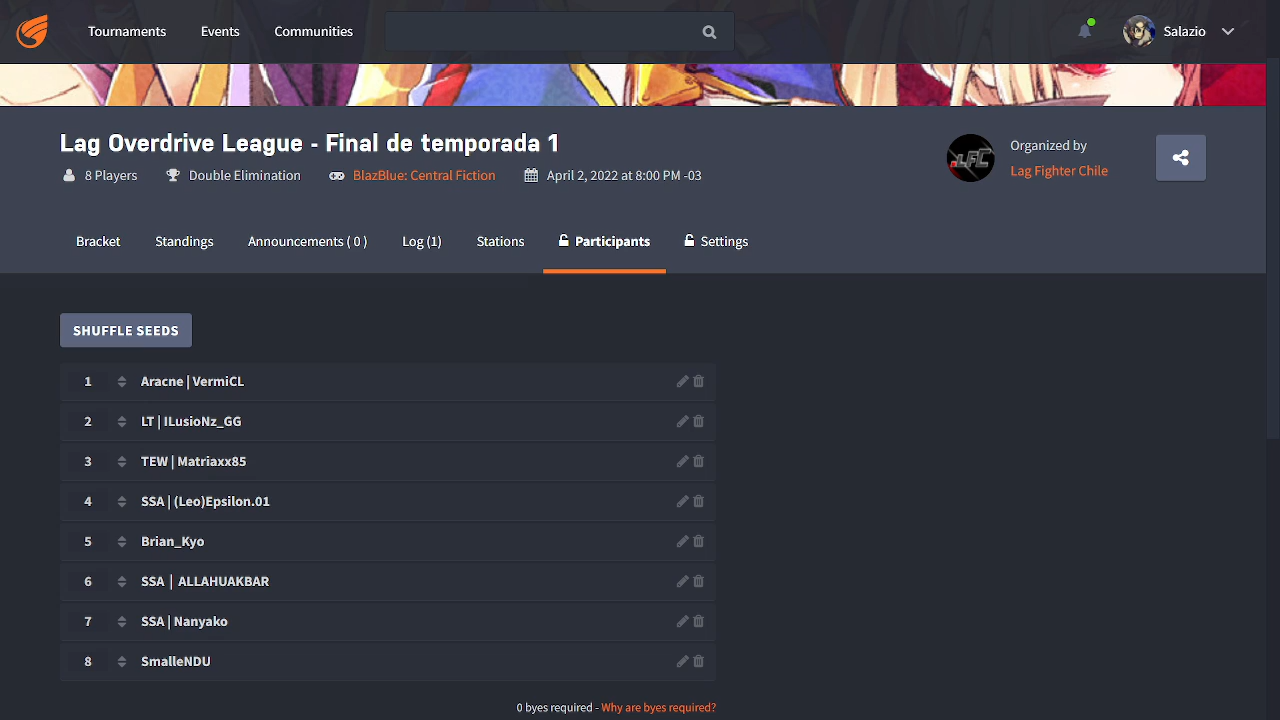 Tournaments Events Communities Salazio
Lag Overdrive League - Final de temporada 1
8 Players Double Elimination BlazBlue: Central Fiction April 2, 2022 at 8:00 PM -03
LFC
Organized by
Lag Fighter Chile
Bracket Standings Announcements ( 0 ) Log (1) Stations Participants Settings
SHUFFLE SEEDS
1 Aracne | VermiCL
2 LT | ILusioNz_GG
3 TEW | Matriaxx85
4 SSA | (Leo)Epsilon.01
5 Brian_Kyo
6 SSA | ALLAHUAKBAR
7 SSA | Nanyako
8 SmalleNDU
0 byes required - Why are byes required?